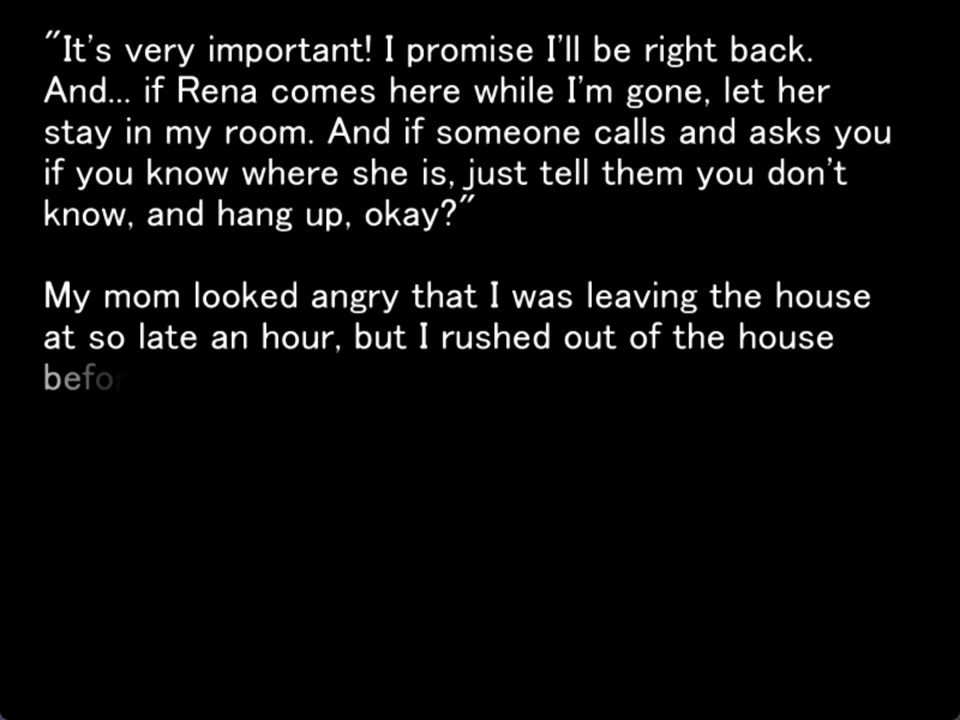 "It's very important! I promise I'll be right back.
And... if Rena comes here while I'm gone, let her
stay in my room. And if someone calls and asks you
if you know where she is, just tell them you don't
know, and hang up, okay?"
My mom looked angry that I was leaving the house
at so late an hour, but I rushed out of the house
befor